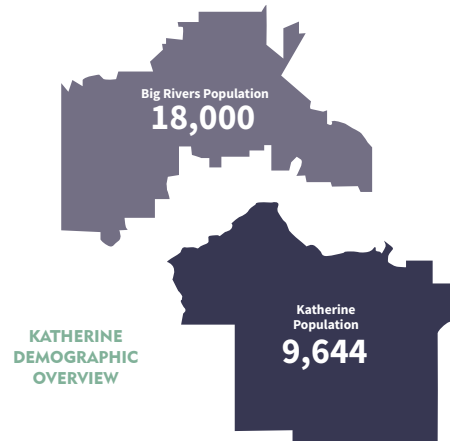 Big Rivers Population
18,000
Katherine
Population
9,644
KATHERINE
DEMOGRAPHIC
OVERVIEW